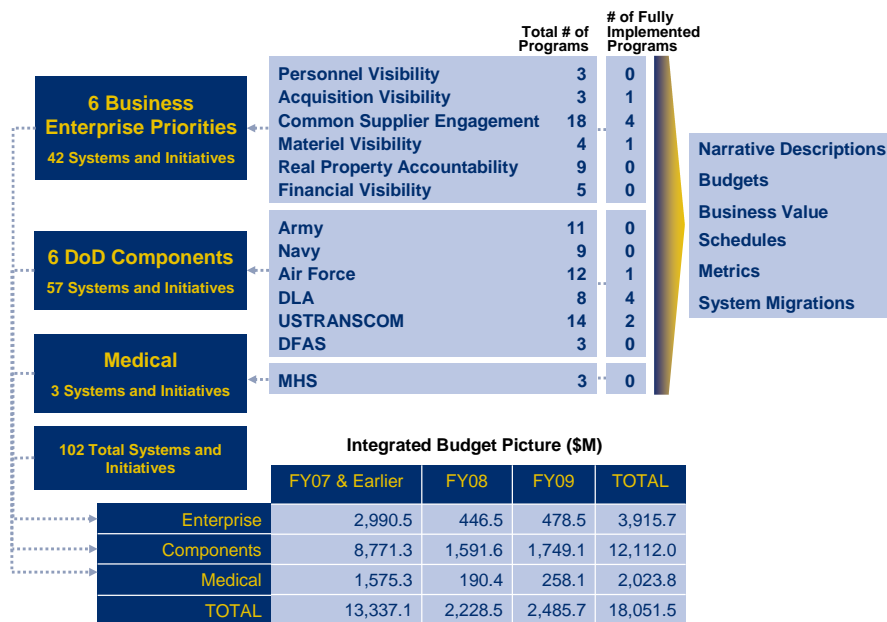 Total # of
Programs
# of Fully
Implemented
Programs
6 Business
Enterprise Priorities
42 Systems and Initiatives
Personnel Visibility 3 0
Acquisition Visibility 3 1
Common Supplier Engagement 18 4
Materiel Visibility 4 1
Real Property Accountability 9 0
Financial Visibility 5 0
6 DoD Components
57 Systems and Initiatives
Army 11 0
Navy 9 0
Air Force 12 1
DLA 8 4
USTRANSCOM 14 2
DFAS 3 0
Medical
3 Systems and Initiatives
MHS 3 0
Narrative Descriptions
Budgets
Business Value
Schedules
Metrics
System Migrations
102 Total Systems and
Initiatives
Integrated Budget Picture ($M)
FY07 & Earlier FY08 FY09 TOTAL
Enterprise 2,990.5 446.5 478.5 3,915.7
Components 8,771.3 1,591.6 1,749.1 12,112.0
Medical 1,575.3 190.4 258.1 2,023.8
TOTAL 13,337.1 2,228.5 2,485.7 18,051.5